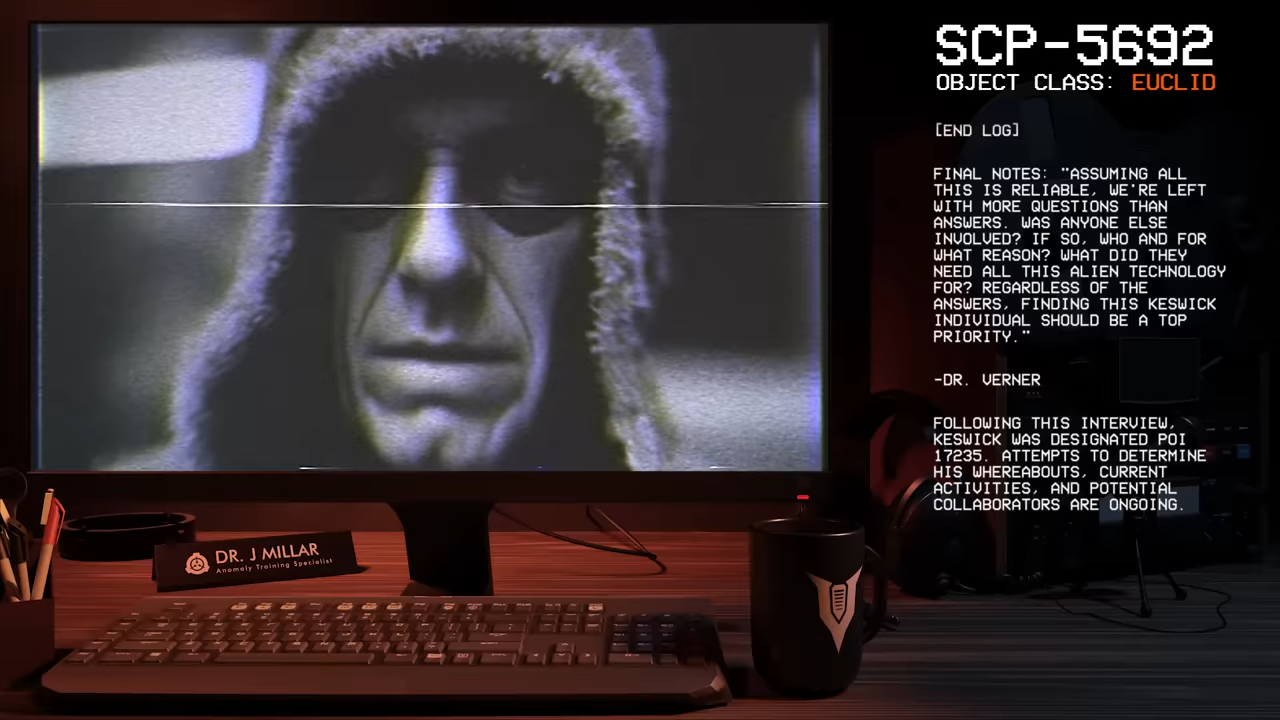 SCP-5692
OBJECT CLASS: EUCLID
[END LOG]
FINAL NOTES: "ASSUMING ALL
THIS IS RELIABLE, WE'RE LEFT
WITH MORE QUESTIONS THAN
ANSWERS. WAS ANYONE ELSE
INVOLVED? IF SO, WHO AND FOR
WHAT REASON? WHAT DID THEY
NEED ALL THIS ALIEN TECHNOLOGY
FOR? REGARDLESS OF THE
ANSWERS, FINDING THIS KESWICK
INDIVIDUAL SHOULD BE A TOP
PRIORITY."
-DR. VERNER
FOLLOWING THIS INTERVIEW,
KESWICK WAS DESIGNATED POI
17235. ATTEMPTS TO DETERMINE
HIS WHEREABOUTS, CURRENT
ACTIVITIES, AND POTENTIAL
COLLABORATORS ARE ONGOING.
DR. J MILLAR
Anomaly Training Specialist